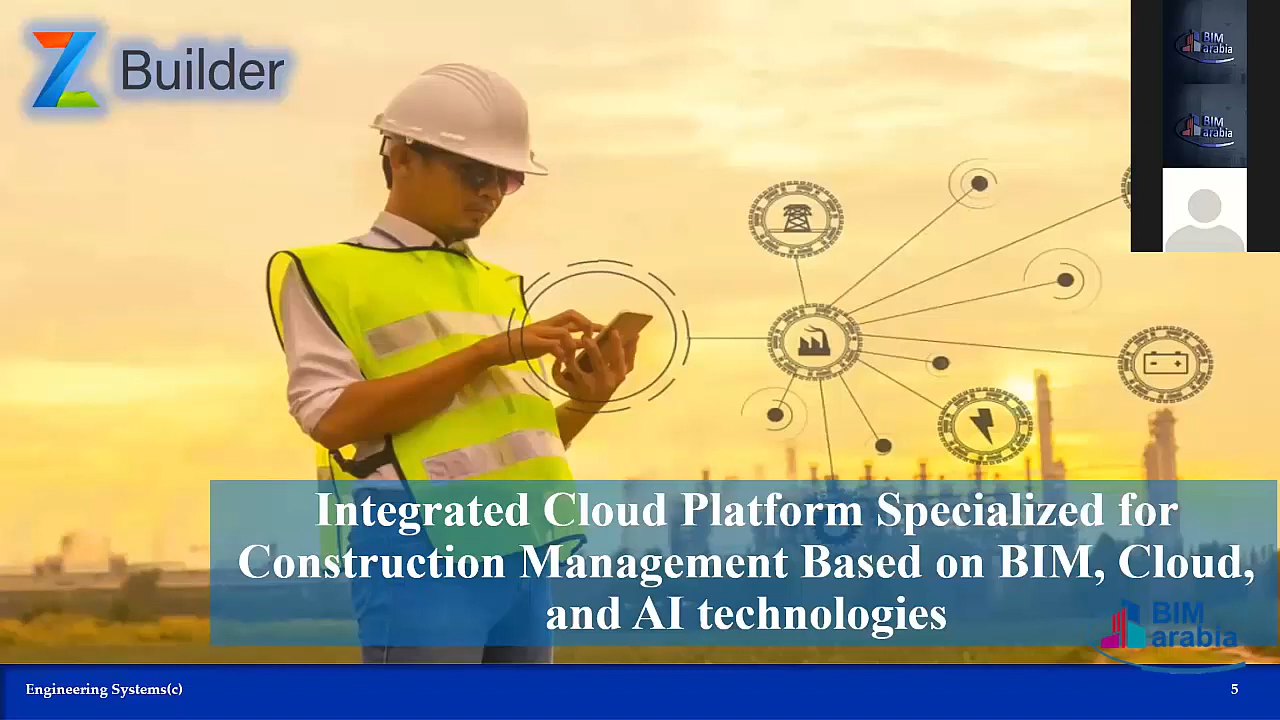 Z Builder
BIM
arabia
BIM
arabia
Integrated Cloud Platform Specialized for
Construction Management Based on BIM, Cloud,
and AI technologies
BIM
arabia
Engineering Systems(c)
5